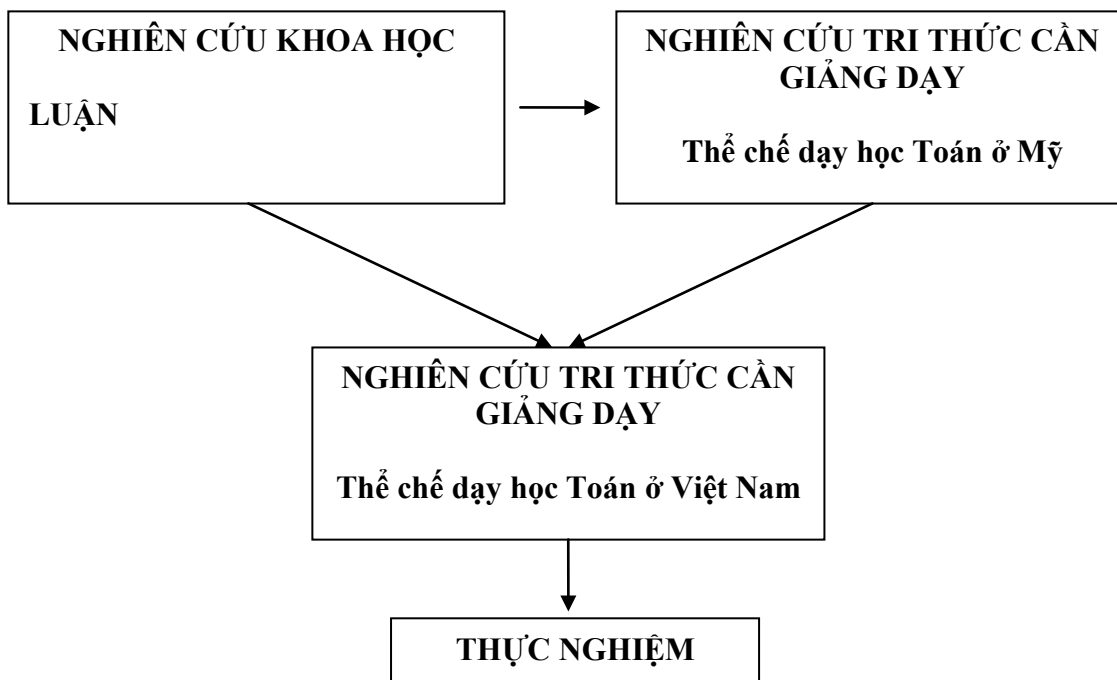 NGHIÊN CỨU KHOA HỌC
LUẬN
NGHIÊN CỨU TRI THỨC CẦN
GIẢNG DẠY
Thể chế dạy học Toán ở Mỹ
NGHIÊN CỨU TRI THỨC CẦN
GIẢNG DẠY
Thể chế dạy học Toán ở Việt Nam
THỰC NGHIỆM